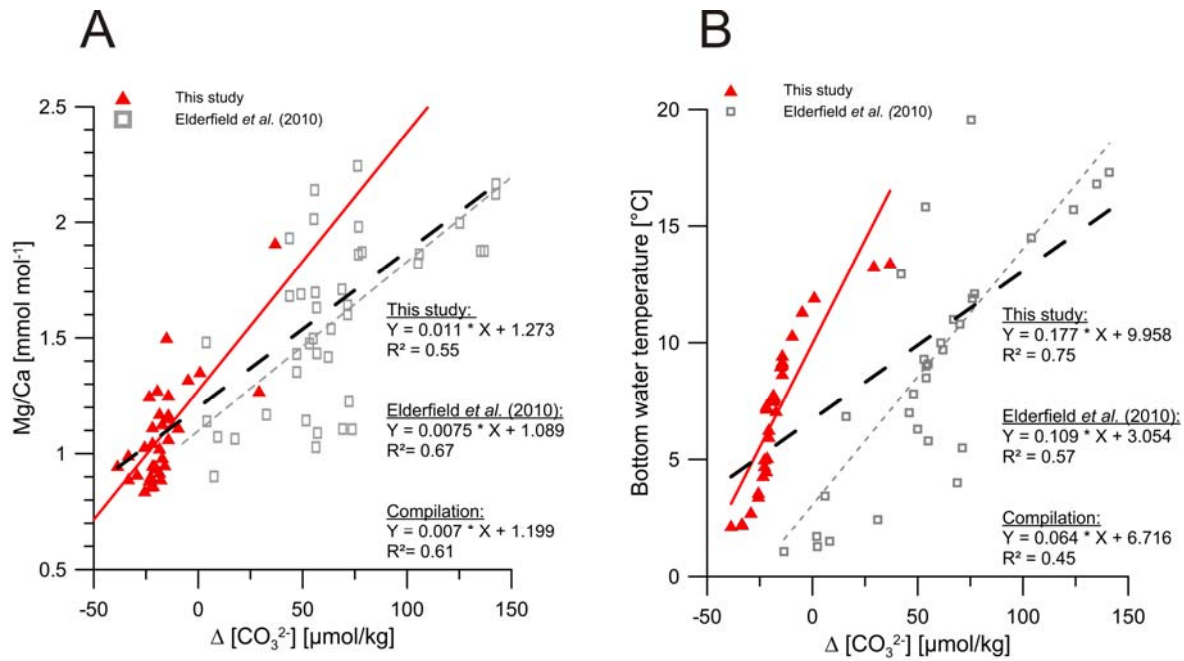 A
This study
Elderfield et al. (2010)
2.5
2
1.5
1
0.5
Mg/Ca [mmol mol⁻¹]
This study:
Y = 0.011 * X + 1.273
R² = 0.55
Elderfield et al. (2010):
Y = 0.0075 * X + 1.089
R²= 0.67
Compilation:
Y = 0.007 * X + 1.199
R²= 0.61
-50 0 50 100 150
Δ [CO₃²⁻] [µmol/kg]
B
This study
Elderfield et al. (2010)
20
15
10
5
0
Bottom water temperature [°C]
This study:
Y = 0.177 * X + 9.958
R² = 0.75
Elderfield et al. (2010):
Y = 0.109 * X + 3.054
R² = 0.57
Compilation:
Y = 0.064 * X + 6.716
R² = 0.45
-50 0 50 100 150
Δ [CO₃²⁻] [µmol/kg]